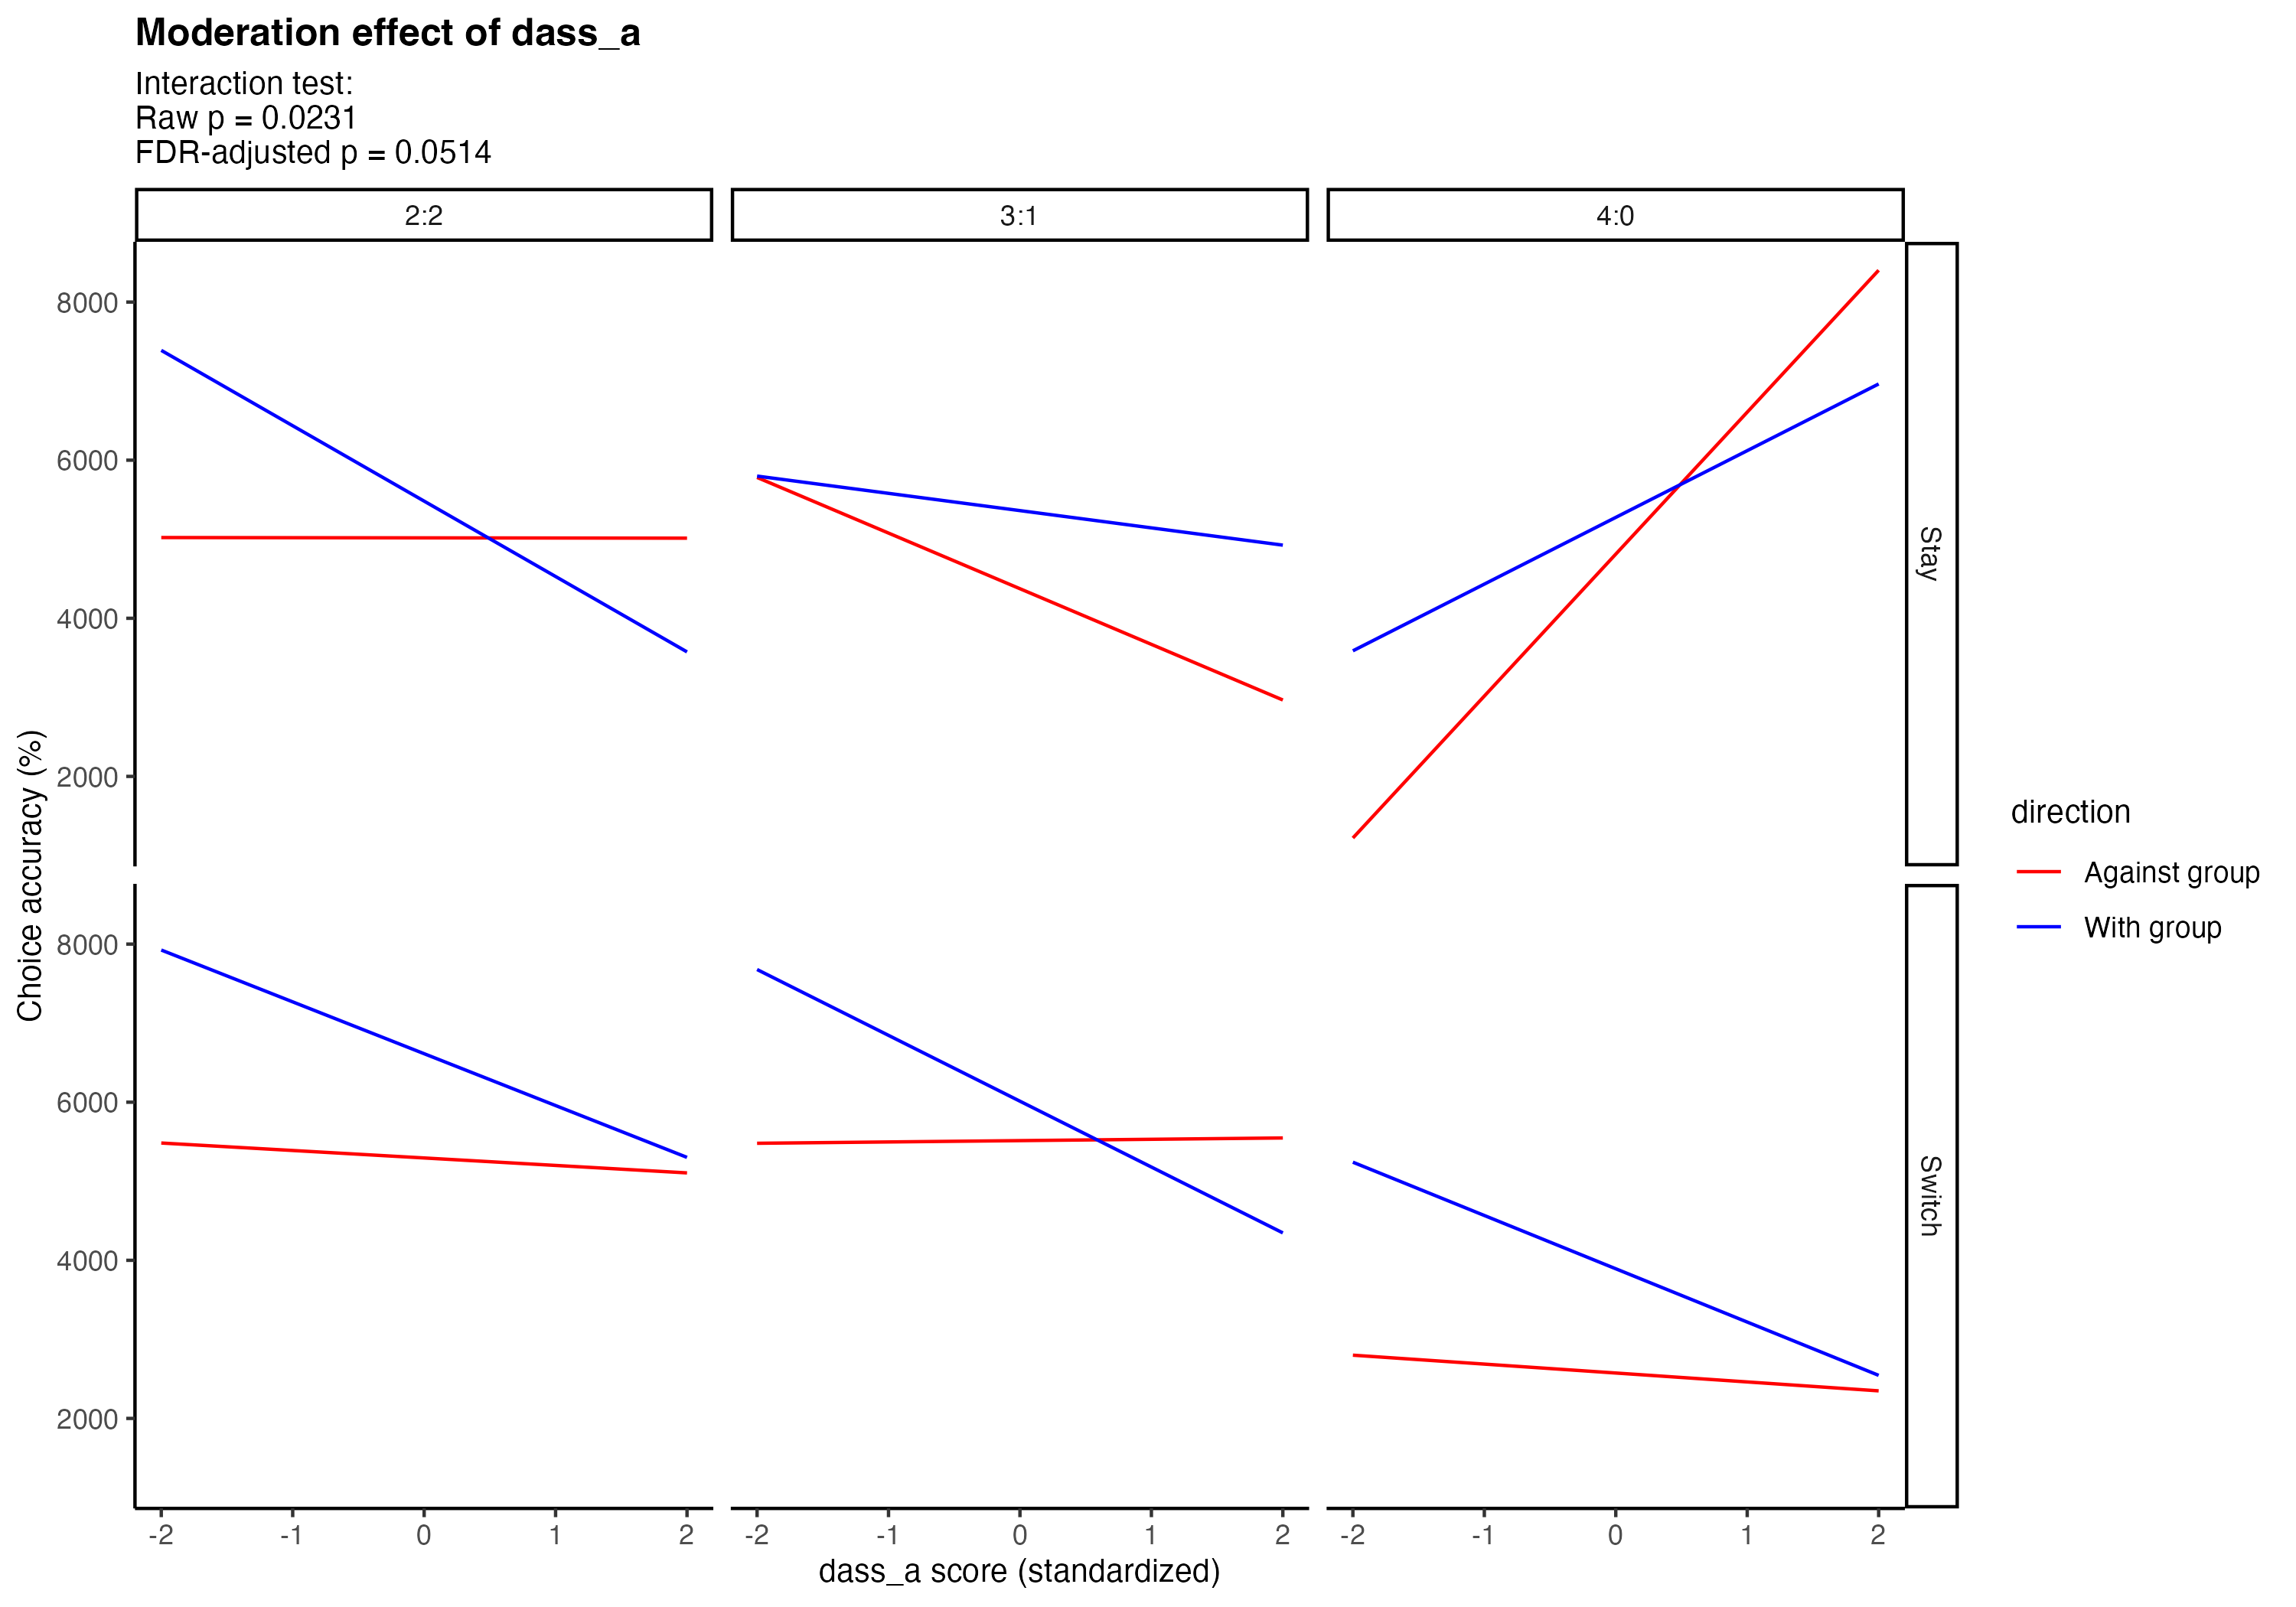 Moderation effect of dass_a
Interaction test:
Raw p = 0.0231
FDR-adjusted p = 0.0514
2:2
3:1
4:0
8000
6000
4000
2000
Stay
8000
6000
4000
2000
Switch
Choice accuracy (%)
-2
-1
0
1
2
-2
-1
0
1
2
-2
-1
0
1
2
dass_a score (standardized)
direction
Against group
With group